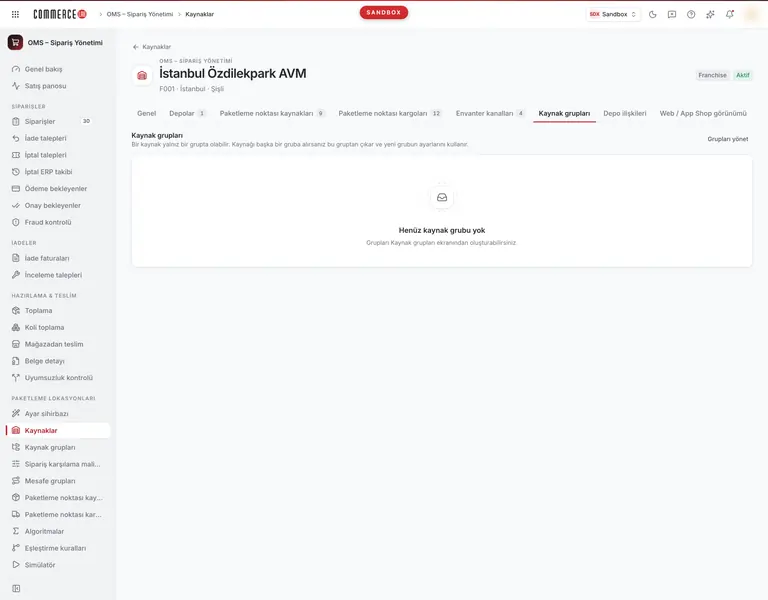 COMMERCE OS
OMS – Sipariş Yönetimi
Kaynaklar
SANDBOX
SDX Sandbox
OMS – Sipariş Yönetimi
Genel bakış
Satış panosu
SİPARİŞLER
Siparişler 30
İade talepleri
İptal talepleri
İptal ERP takibi
Ödeme bekleyenler
Onay bekleyenler
Fraud kontrolü
İADELER
İade faturaları
İnceleme talepleri
HAZIRLAMA & TESLİM
Toplama
Koli toplama
Mağazadan teslim
Belge detayı
Uyumsuzluk kontrolü
PAKETLEME LOKASYONLARI
Ayar sihirbazı
Kaynaklar
Kaynak grupları
Sipariş karşılama mali...
Mesafe grupları
Paketleme noktası kay...
Paketleme noktası kar...
Algoritmalar
Eşleştirme kuralları
Simülatör
Kaynaklar
OMS – SİPARİŞ YÖNETİMİ
İstanbul Özdilekpark AVM
F001 · İstanbul · Şişli
Franchise
Aktif
Genel
Depolar 1
Paketleme noktası kaynakları 9
Paketleme noktası kargoları 12
Envanter kanalları 4
Kaynak grupları
Depo ilişkileri
Web / App Shop görünümü
Kaynak grupları
Bir kaynak yalnız bir grupta olabilir. Kaynağı başka bir gruba alırsanız bu gruptan çıkar ve yeni grubun ayarlarını kullanır.
Grupları yönet
Henüz kaynak grubu yok
Grupları Kaynak grupları ekranından oluşturabilirsiniz